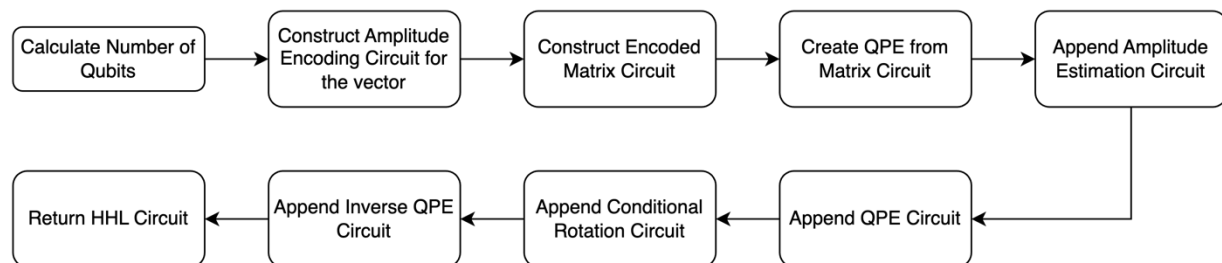 Calculate Number of
Qubits
Construct Amplitude
Encoding Circuit for
the vector
Construct Encoded
Matrix Circuit
Create QPE from
Matrix Circuit
Append Amplitude
Estimation Circuit
Append QPE Circuit
Append Conditional
Rotation Circuit
Append Inverse QPE
Circuit
Return HHL Circuit